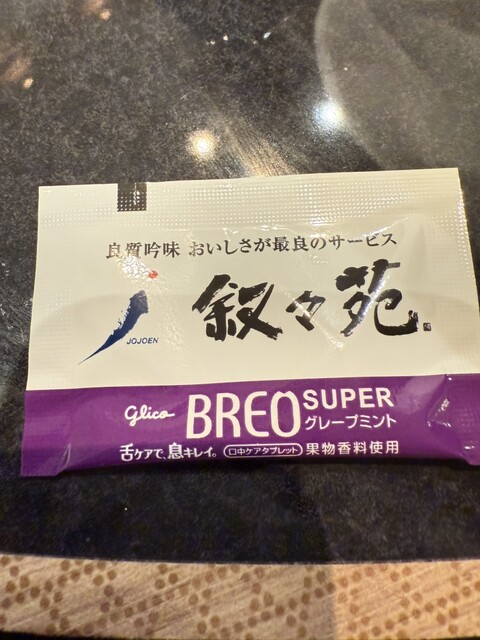 良質吟味 おいしさが最良のサービス
JOJOEN
叙々苑
glico BREO SUPER
グレープミント
舌ケアで、息キレイ。 口中ケアタブレット 果物香料使用